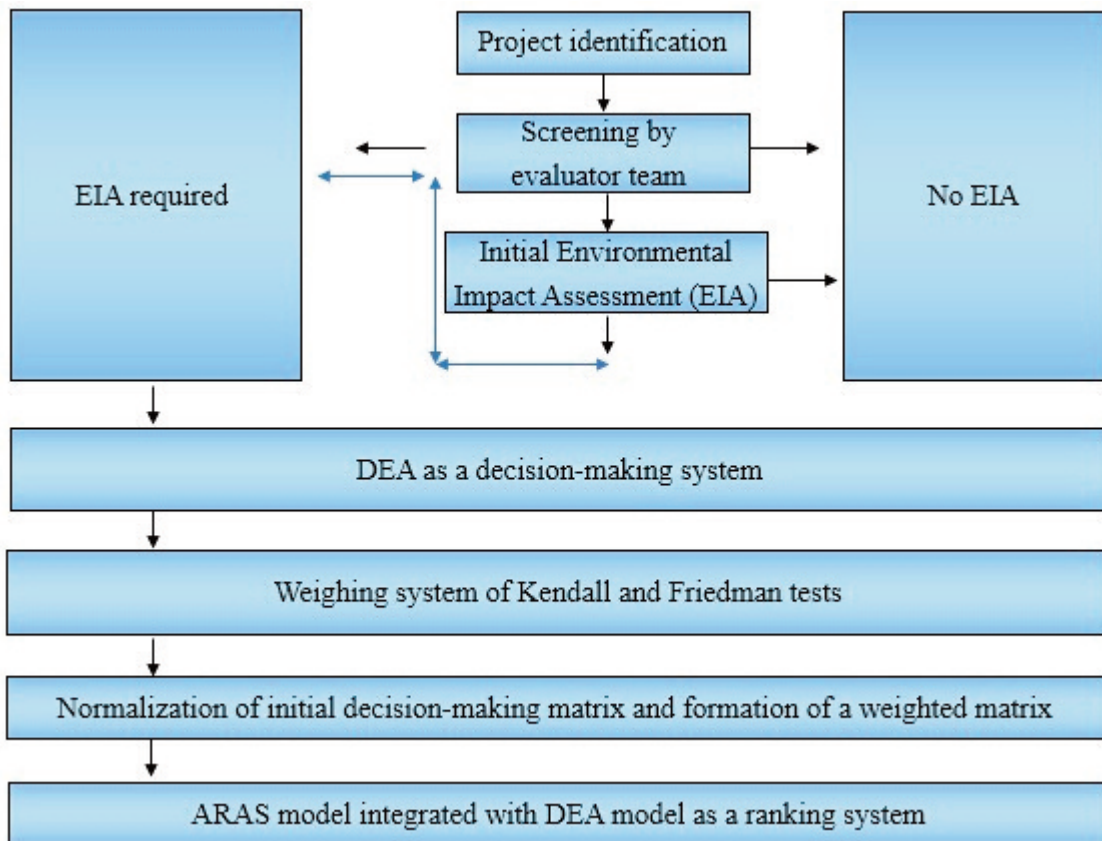 Project identification
Screening by
evaluator team
EIA required
No EIA
Initial Environmental
Impact Assessment (EIA)
DEA as a decision-making system
Weighing system of Kendall and Friedman tests
Normalization of initial decision-making matrix and formation of a weighted matrix
ARAS model integrated with DEA model as a ranking system